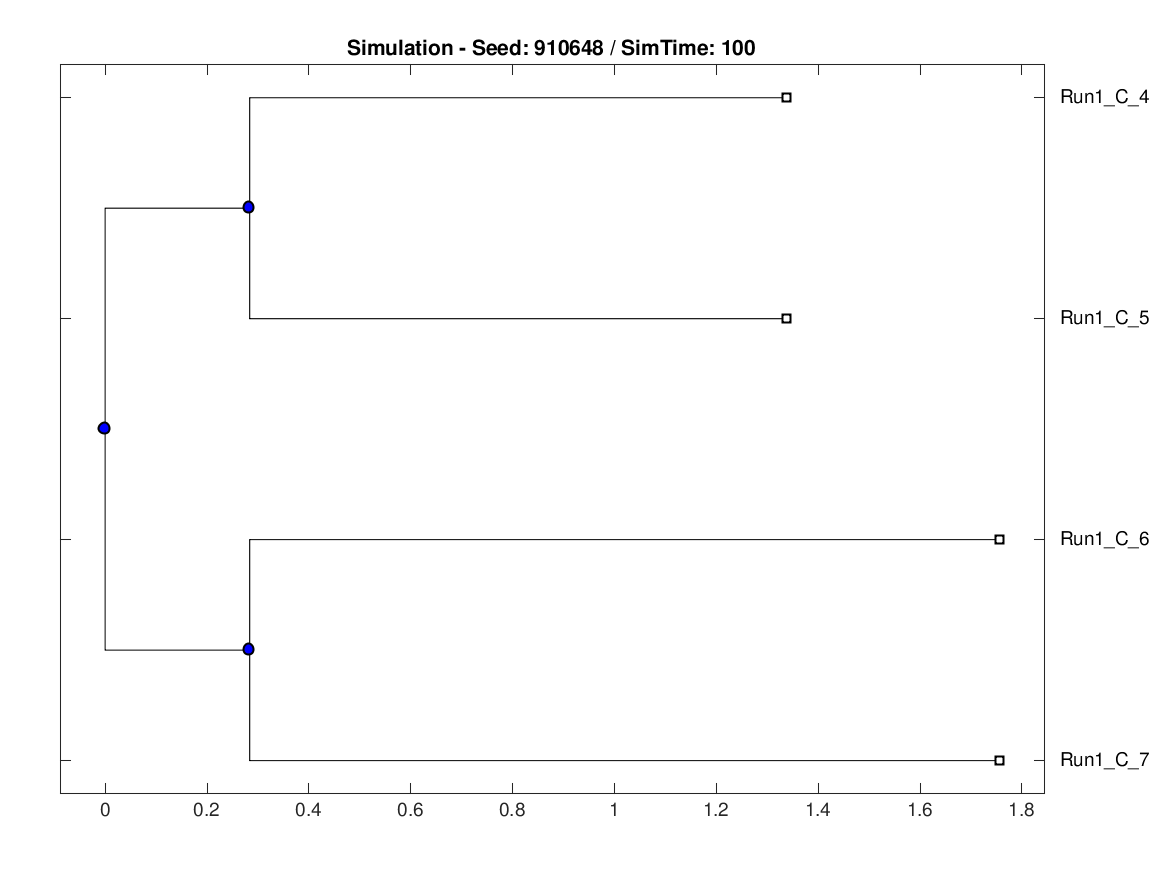 Simulation - Seed: 910648 / SimTime: 100
Run1_C_4
Run1_C_5
Run1_C_6
Run1_C_7
0 0.2 0.4 0.6 0.8 1 1.2 1.4 1.6 1.8